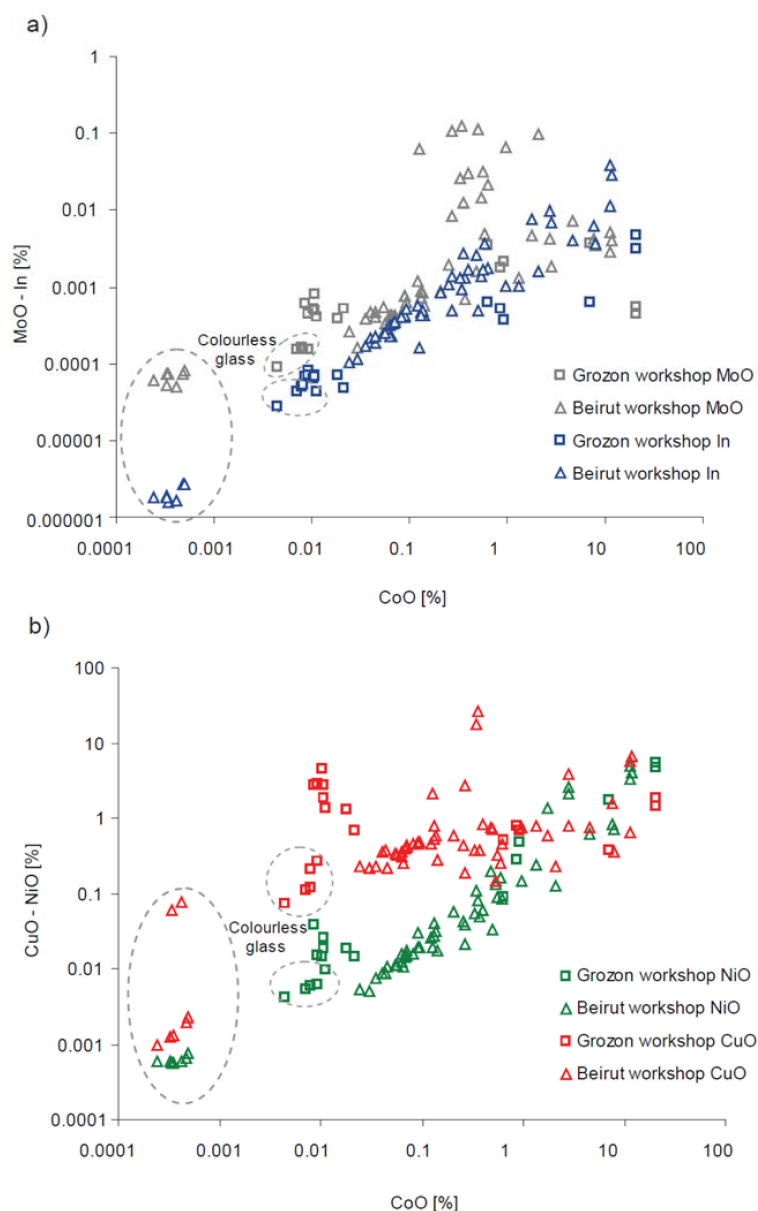 a)
1
0.1
0.01
0.001
0.0001
0.00001
0.000001
MoO - In [%]
Colourless
glass
Grozon workshop MoO
Beirut workshop MoO
Grozon workshop In
Beirut workshop In
0.0001 0.001 0.01 0.1 1 10 100
CoO [%]
b)
100
10
1
0.1
0.01
0.001
0.0001
CuO - NiO [%]
Colourless
glass
Grozon workshop NiO
Beirut workshop NiO
Grozon workshop CuO
Beirut workshop CuO
0.0001 0.001 0.01 0.1 1 10 100
CoO [%]